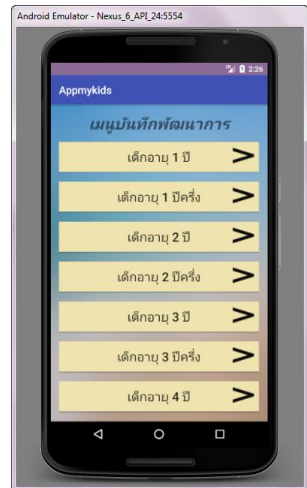 Android Emulator - Nexus_6_API_24:5554
2:26
Appmykids
เมนูบันทึกพัฒนาการ
เด็กอายุ 1 ปี >
เด็กอายุ 1 ปีครึ่ง >
เด็กอายุ 2 ปี >
เด็กอายุ 2 ปีครึ่ง >
เด็กอายุ 3 ปี >
เด็กอายุ 3 ปีครึ่ง >
เด็กอายุ 4 ปี >